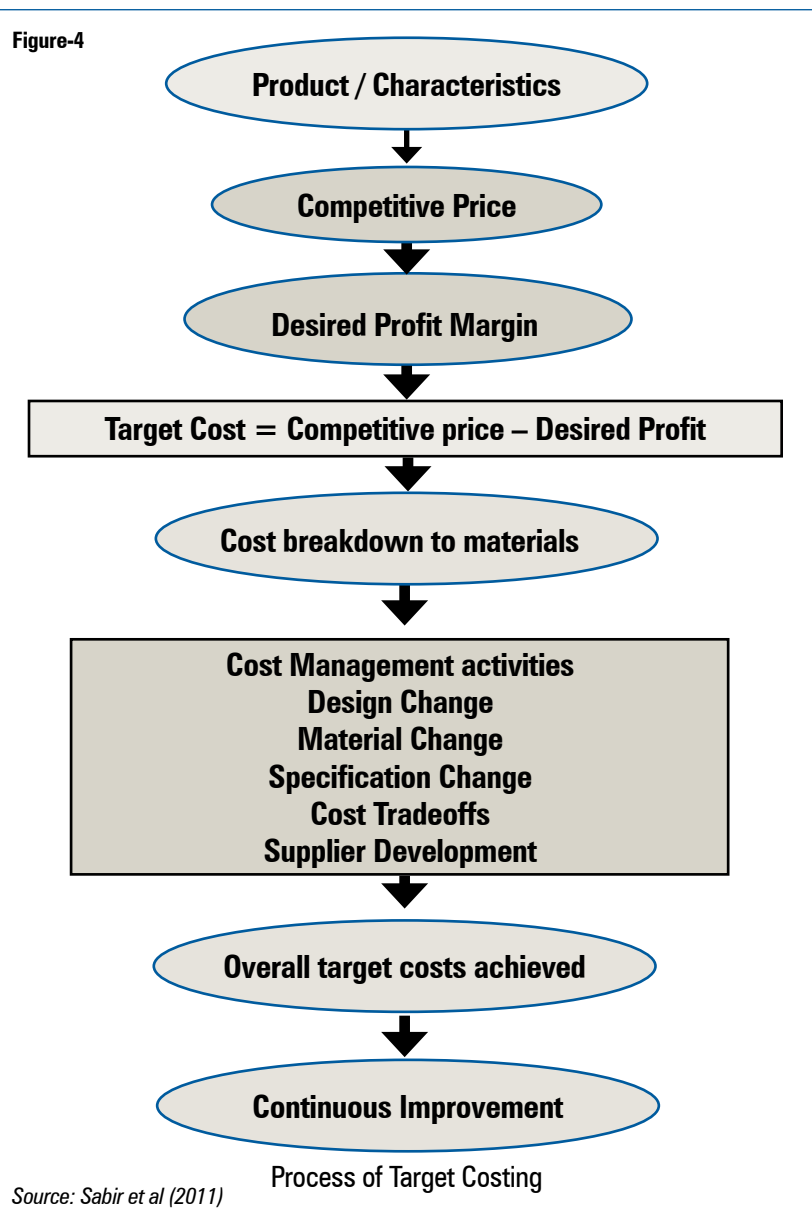 Figure-4
Product / Characteristics
Competitive Price
Desired Profit Margin
Target Cost = Competitive price – Desired Profit
Cost breakdown to materials
Cost Management activities
Design Change
Material Change
Specification Change
Cost Tradeoffs
Supplier Development
Overall target costs achieved
Continuous Improvement
Process of Target Costing
Source: Sabir et al (2011)